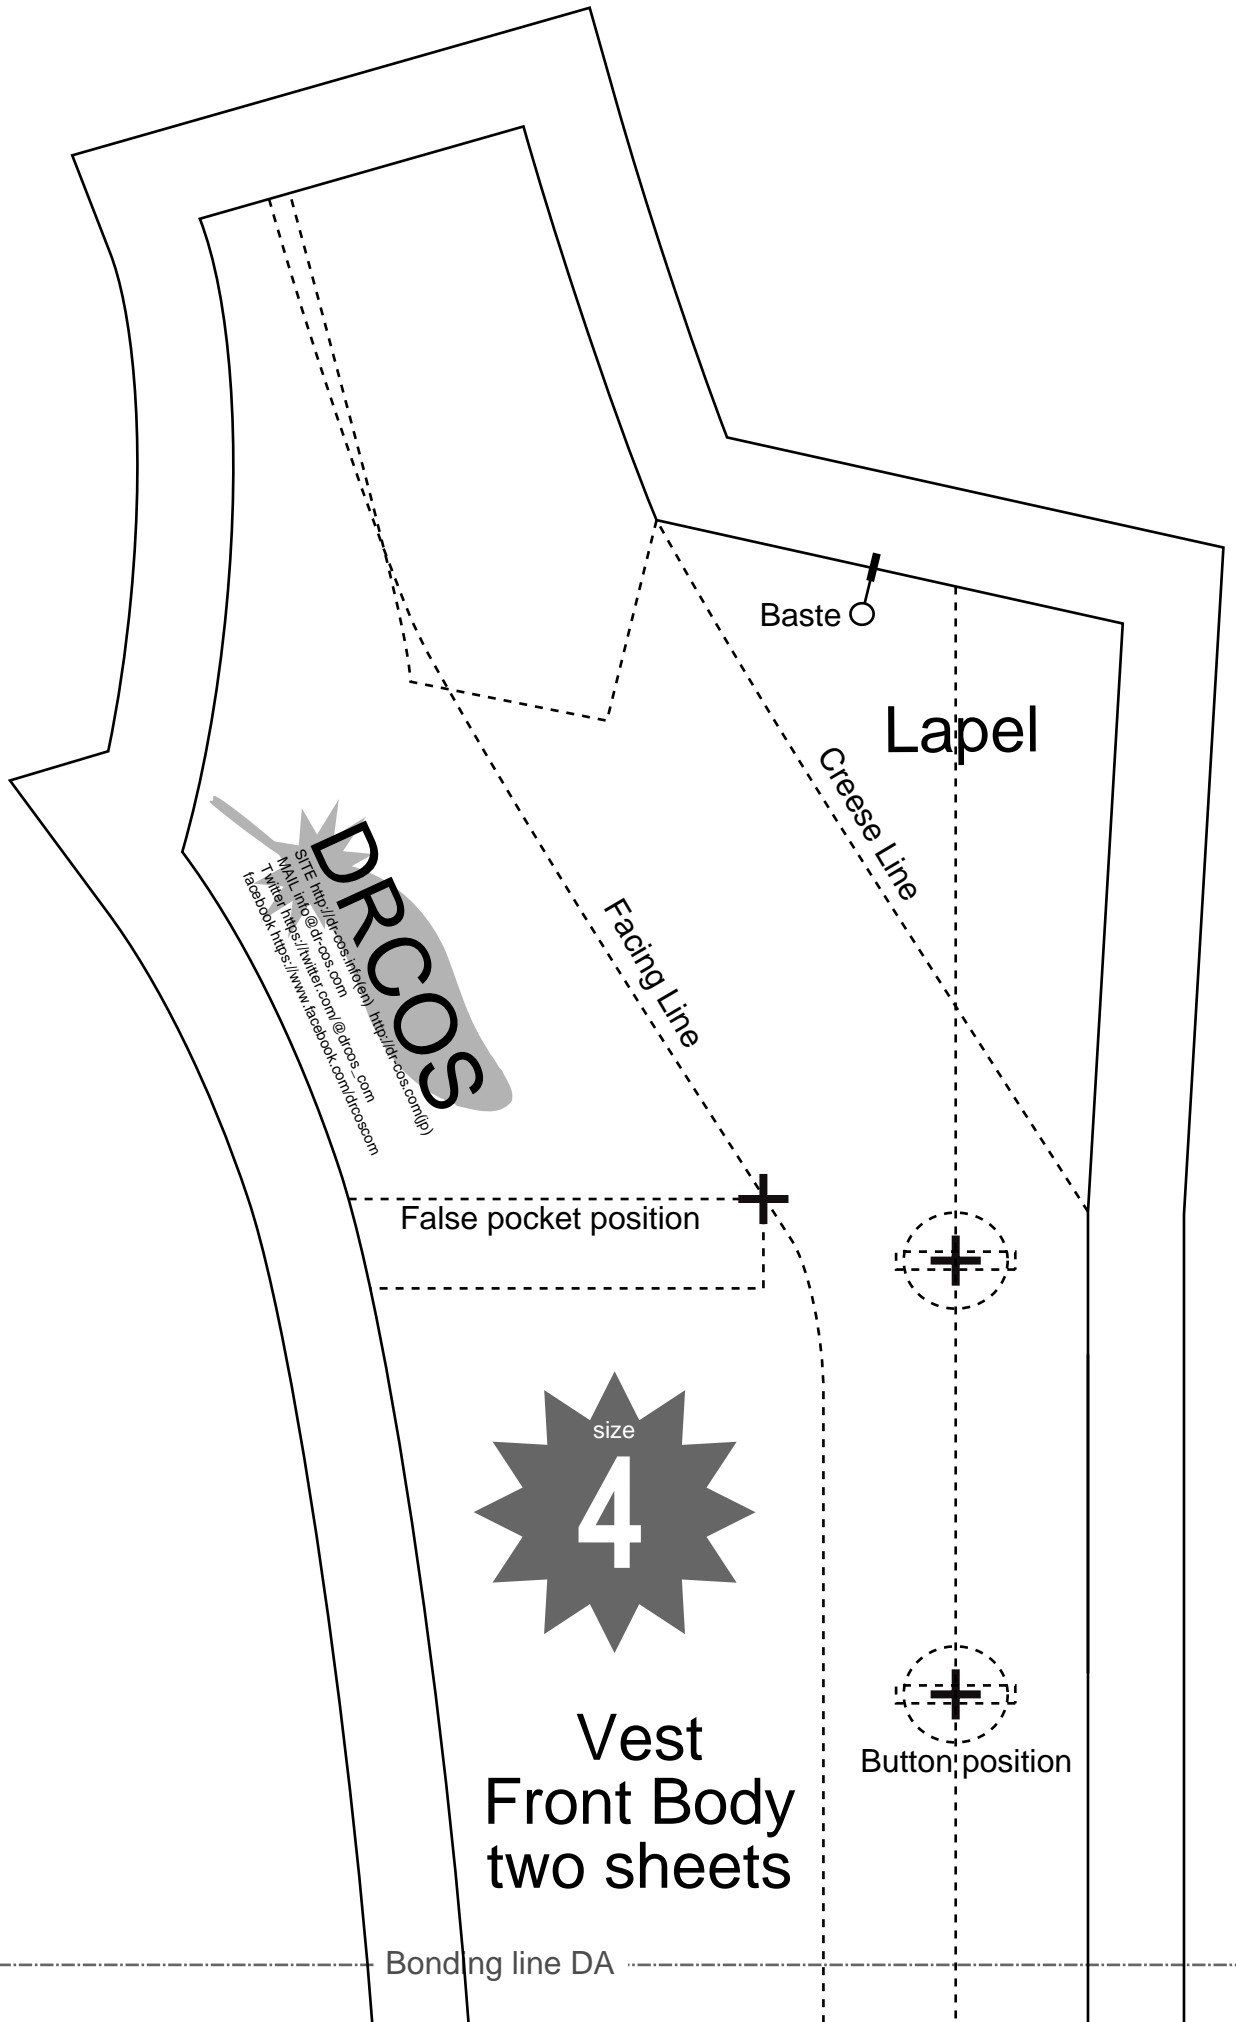 Baste
Lapel
Creese Line
DRCOS
SITE http://dr-cos.info(en) http://dr-cos.com(jp)
MAIL info@dr-cos.com
Twitter https://twitter.com/@drcos_com
facebook https://www.facebook.com/drcoscom
Facing Line
False pocket position
size
4
Vest
Front Body
two sheets
Button position
Bonding line DA